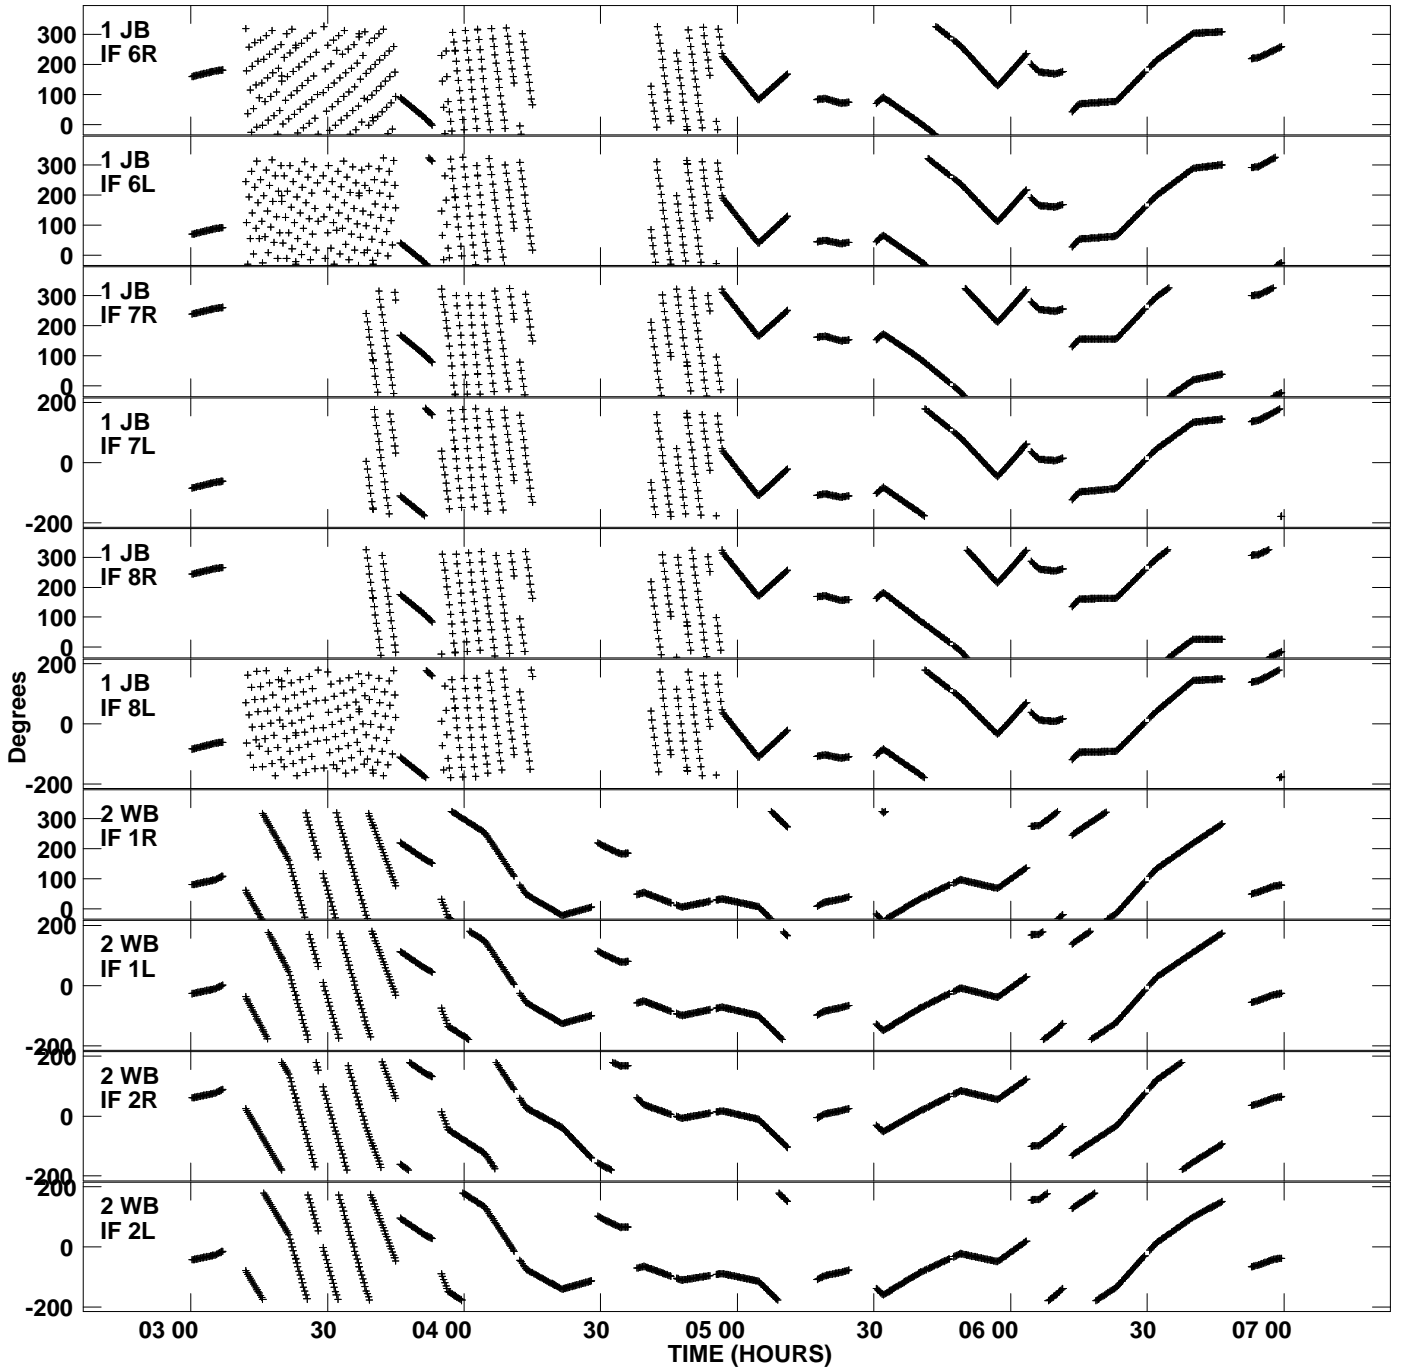 1 JB
IF 6R
300
200
100
0
1 JB
IF 6L
300
200
100
0
1 JB
IF 7R
300
200
100
0
1 JB
IF 7L
200
0
-200
1 JB
IF 8R
300
200
100
0
1 JB
IF 8L
200
0
-200
2 WB
IF 1R
300
200
100
0
2 WB
IF 1L
200
0
-200
2 WB
IF 2R
200
0
-200
2 WB
IF 2L
200
0
-200
Degrees
03 00 30 04 00 30 05 00 30 06 00 30 07 00
TIME (HOURS)